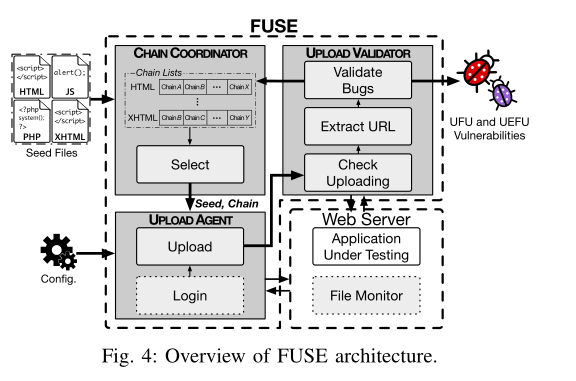 FUSE
CHAIN COORDINATOR
UPLOAD VALIDATOR
<script>
</script>
HTML
alert();
JS
<?php
system();
?>
PHP
<script>
</script>
XHTML
Seed Files
Chain Lists
HTML Chain A Chain B ... Chain X
⋮
XHTML Chain B Chain C ... Chain Y
Select
Seed, Chain
Validate
Bugs
Extract URL
Check
Uploading
UFU and UEFU
Vulnerabilities
UPLOAD AGENT
Upload
Login
Config.
Web Server
Application
Under Testing
File Monitor
Fig. 4: Overview of FUSE architecture.